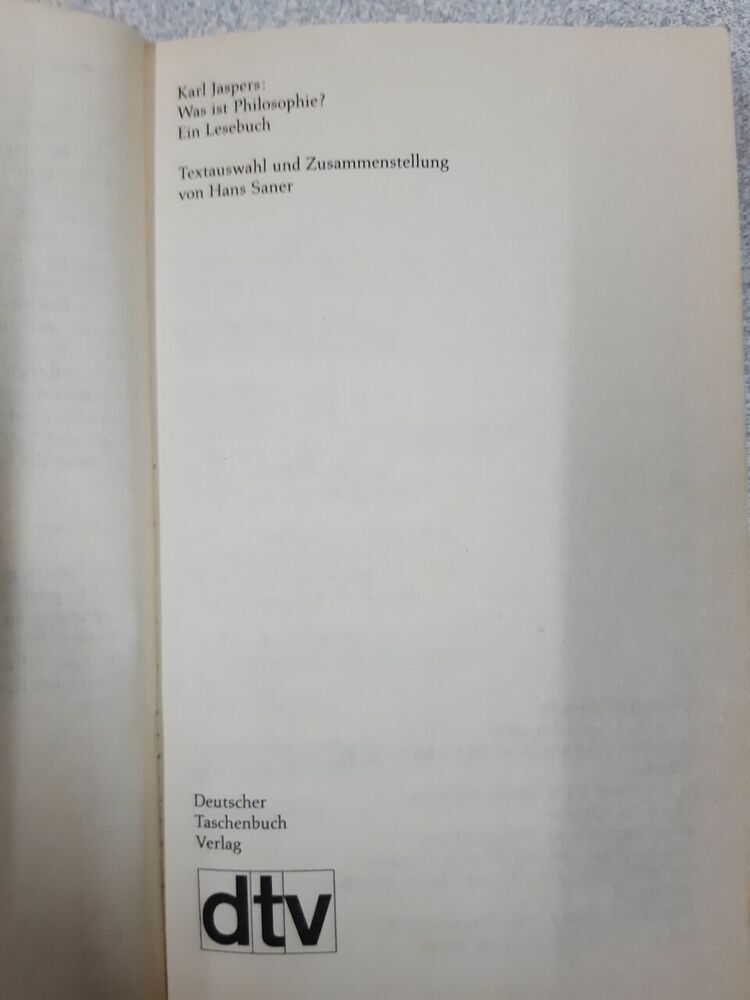 Karl Jaspers:
Was ist Philosophie?
Ein Lesebuch
Textauswahl und Zusammenstellung
von Hans Saner
Deutscher
Taschenbuch
Verlag
dtv